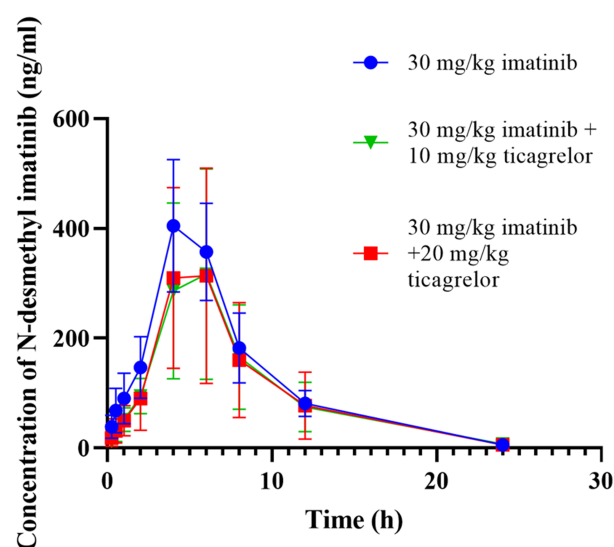 Concentration of N-desmethyl imatinib (ng/ml)
30 mg/kg imatinib
30 mg/kg imatinib +
10 mg/kg ticagrelor
30 mg/kg imatinib
+20 mg/kg
ticagrelor
600
400
200
0
0 10 20 30
Time (h)